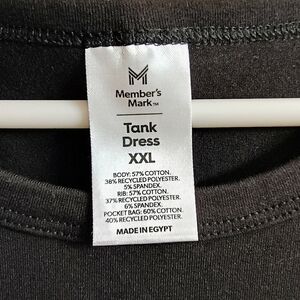 Member's
Mark™
Tank
Dress
XXL
BODY: 57% COTTON.
38% RECYCLED POLYESTER.
5% SPANDEX.
RIB: 57% COTTON.
37% RECYCLED POLYESTER.
6% SPANDEX.
POCKET BAG: 60% COTTON.
40% RECYCLED POLYESTER.
MADE IN EGYPT